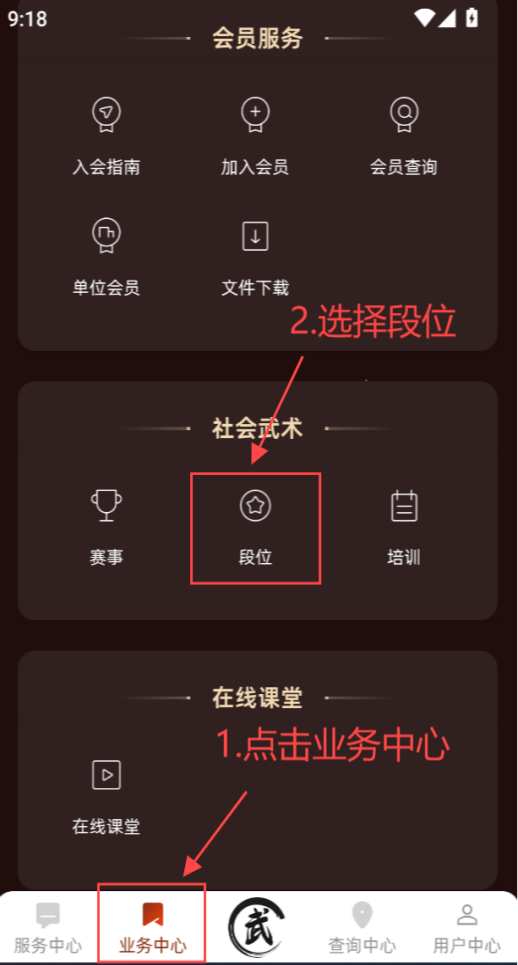 9:18
会员服务
入会指南
加入会员
会员查询
单位会员
文件下载
2.选择段位
社会武术
赛事
段位
培训
在线课堂
1.点击业务中心
在线课堂
服务中心
业务中心
武
查询中心
用户中心